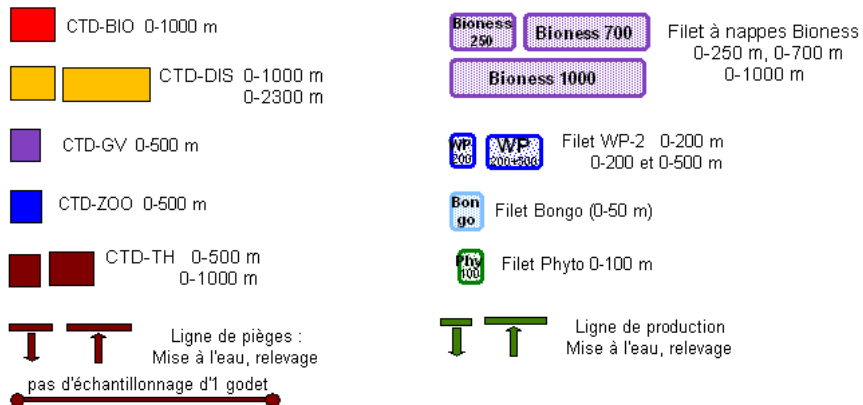 CTD-BIO 0-1000 m
CTD-DIS 0-1000 m
0-2300 m
CTD-GV 0-500 m
CTD-ZOO 0-500 m
CTD-TH 0-500 m
0-1000 m
Ligne de pièges :
Mise à l'eau, relevage
pas d'échantillonnage d'1 godet
Bioness
250
Bioness 700
Bioness 1000
Filet à nappes Bioness
0-250 m, 0-700 m
0-1000 m
WP
200
WP
200+500
Filet WP-2 0-200 m
0-200 et 0-500 m
Bon
go
Filet Bongo (0-50 m)
Phy
100
Filet Phyto 0-100 m
Ligne de production
Mise à l'eau, relevage